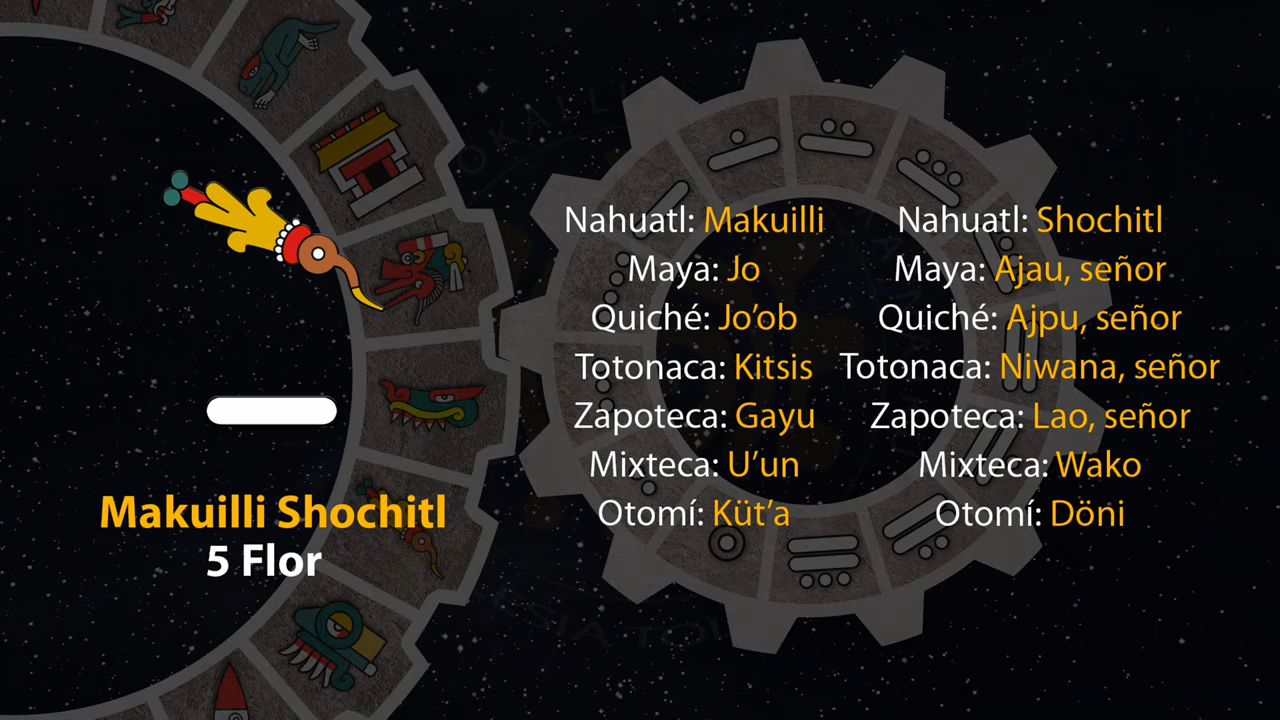 Makuilli Shochitl
5 Flor
Nahuatl: Makuilli
Maya: Jo
Quiché: Jo'ob
Totonaca: Kitsis
Zapoteca: Gayu
Mixteca: U'un
Otomí: Küt'a
Nahuatl: Shochitl
Maya: Ajau, señor
Quiché: Ajpu, señor
Totonaca: Niwana, señor
Zapoteca: Lao, señor
Mixteca: Wako
Otomí: Döni